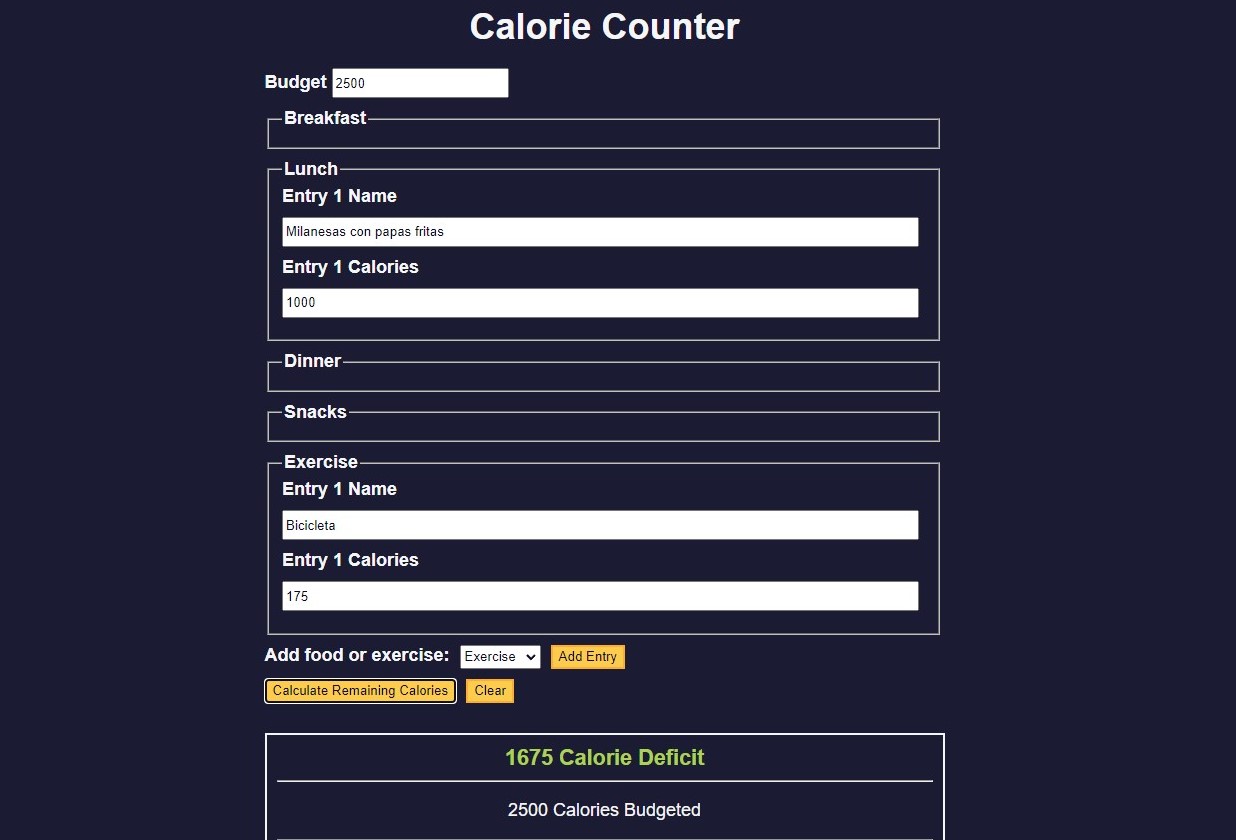 Calorie Counter
Budget 2500
Breakfast
Lunch
Entry 1 Name
Milanesas con papas fritas
Entry 1 Calories
1000
Dinner
Snacks
Exercise
Entry 1 Name
Bicicleta
Entry 1 Calories
175
Add food or exercise: Exercise Add Entry
Calculate Remaining Calories Clear
1675 Calorie Deficit
2500 Calories Budgeted